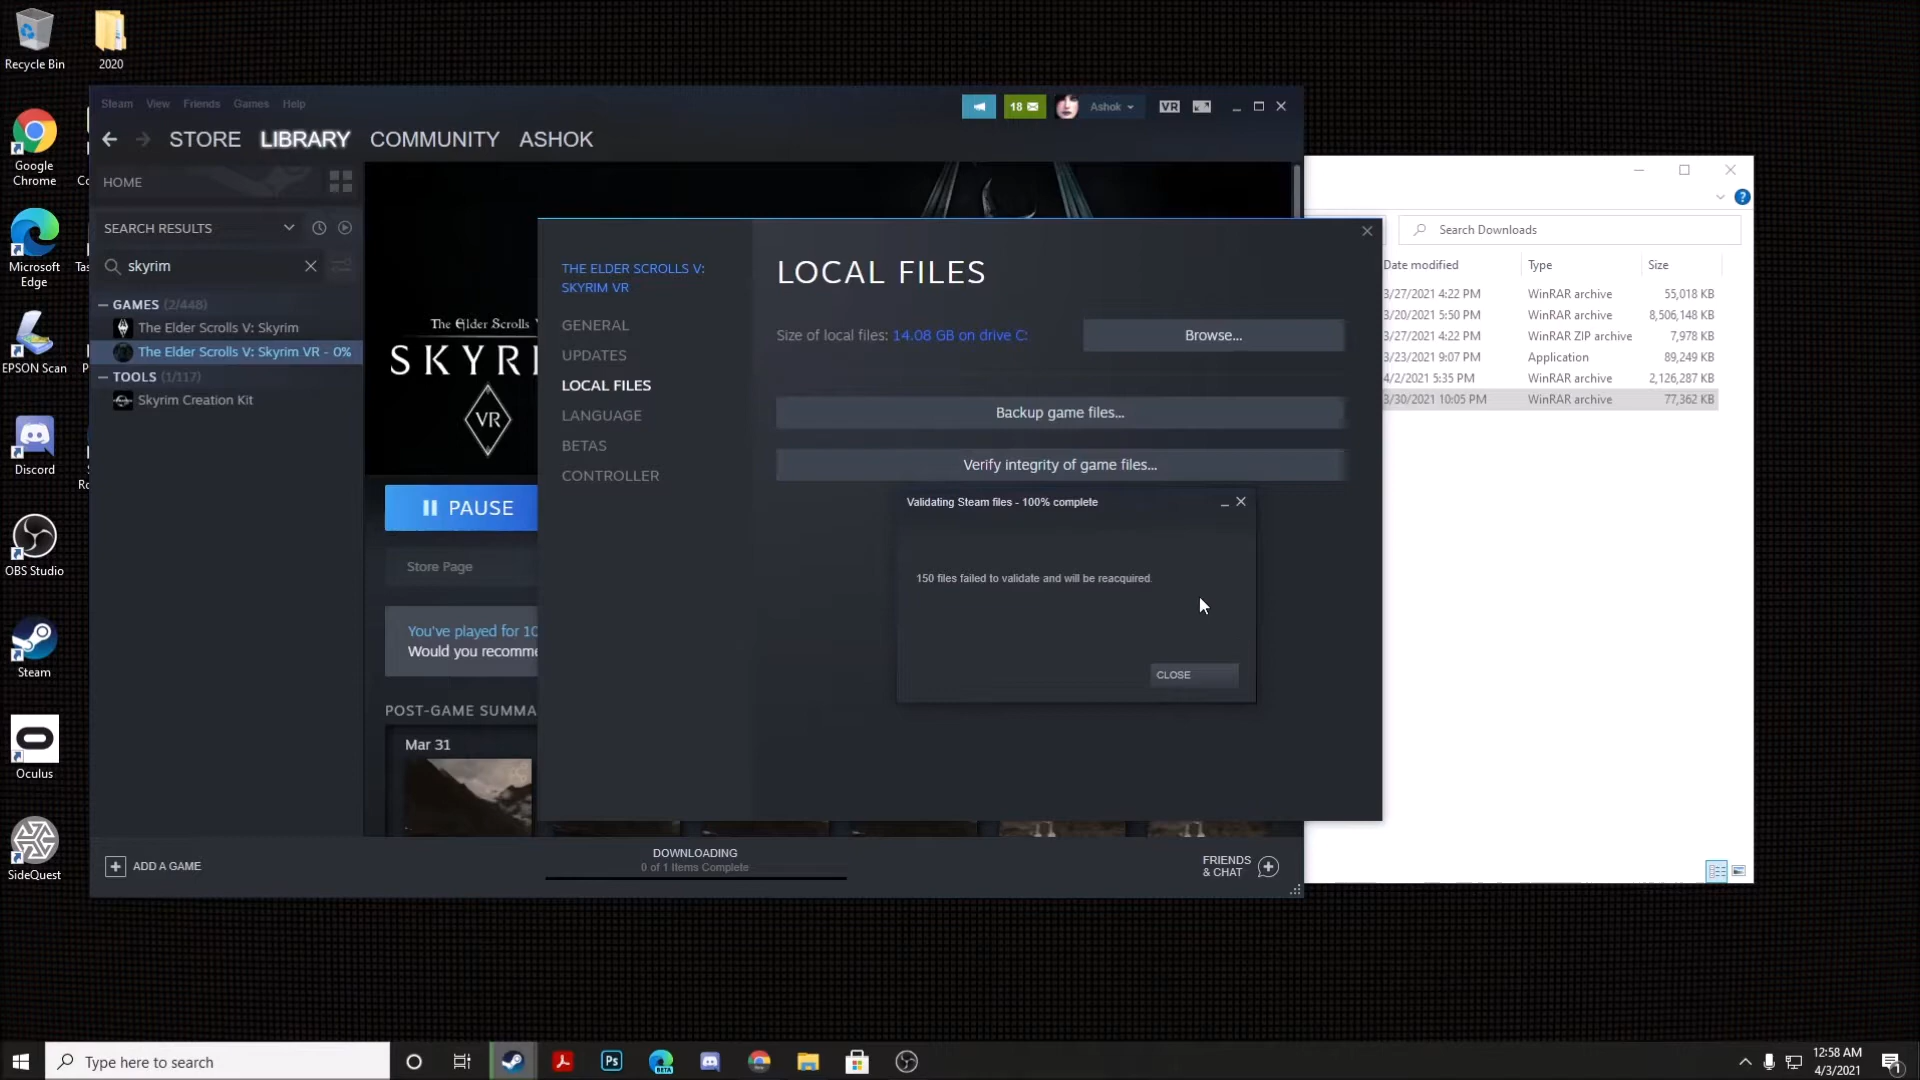 Recycle Bin
2020
Google
Chrome
Microsoft
Edge
EPSON Scan
Discord
OBS Studio
Steam
Oculus
SideQuest
Steam View Friends Games Help
18
Ashok
VR
STORE LIBRARY COMMUNITY ASHOK
HOME
SEARCH RESULTS
skyrim
GAMES (2/448)
The Elder Scrolls V: Skyrim
The Elder Scrolls V: Skyrim VR - 0%
TOOLS (1/117)
Skyrim Creation Kit
The Elder Scrolls V
SKYRI
VR
PAUSE
Store Page
You've played for 10
Would you recomme
POST-GAME SUMMA
Mar 31
THE ELDER SCROLLS V:
SKYRIM VR
GENERAL
UPDATES
LOCAL FILES
LANGUAGE
BETAS
CONTROLLER
LOCAL FILES
Size of local files: 14.08 GB on drive C:
Browse...
Backup game files...
Verify integrity of game files...
Validating Steam files - 100% complete
150 files failed to validate and will be reacquired.
CLOSE
ADD A GAME
DOWNLOADING
0 of 1 Items Complete
FRIENDS
& CHAT
Search Downloads
Date modified Type Size
3/27/2021 4:22 PM WinRAR archive 55,018 KB
3/20/2021 5:50 PM WinRAR archive 8,506,148 KB
3/27/2021 4:22 PM WinRAR ZIP archive 7,978 KB
3/23/2021 9:07 PM Application 89,249 KB
4/2/2021 5:35 PM WinRAR archive 2,126,287 KB
3/30/2021 10:05 PM WinRAR archive 77,362 KB
Type here to search
Ps
BETA
12:58 AM
4/3/2021
1